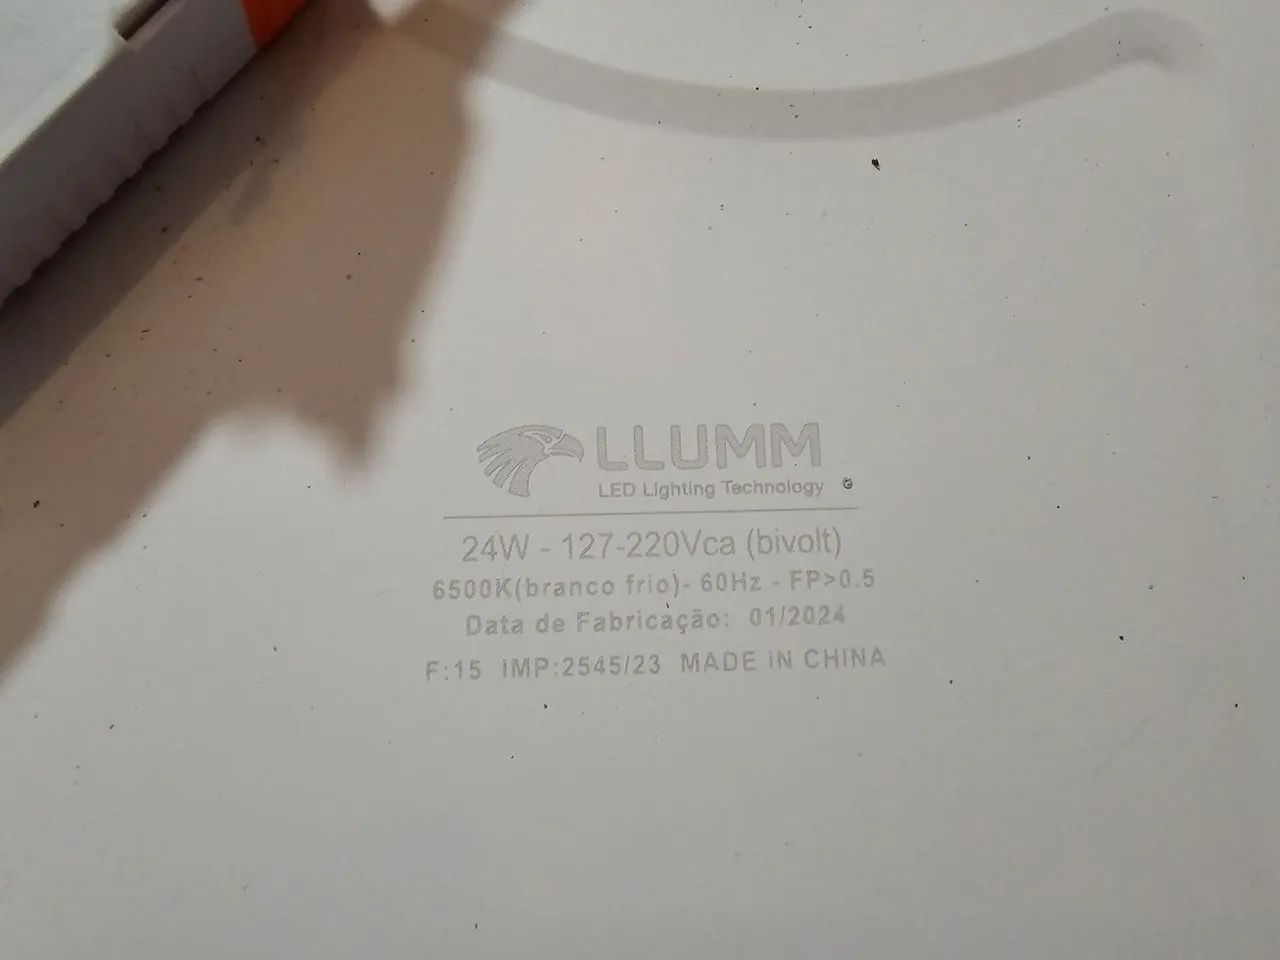 LLUMM
LED Lighting Technology
24W - 127-220Vca (bivolt)
6500K(branco frio)- 60Hz - FP>0.5
Data de Fabricação: 01/2024
F:15 iMP:2545/23 MADE iN CHINA